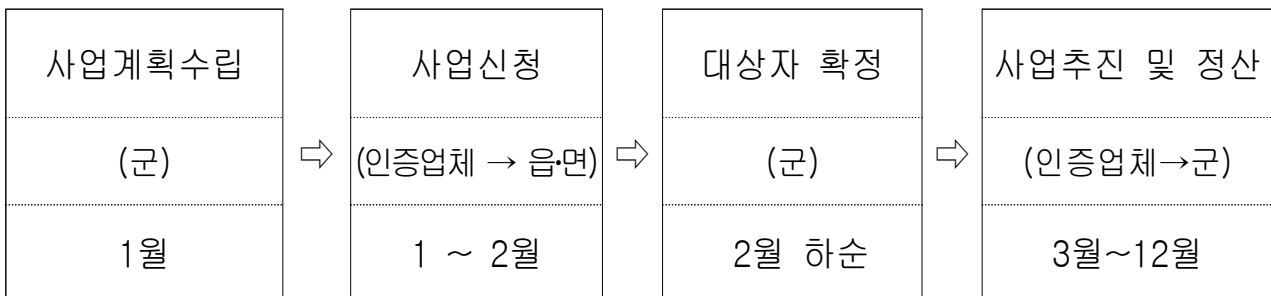 사업계획수립
(군)
1월
⇨
사업신청
(인증업체 → 읍·면)
1 ~ 2월
⇨
대상자 확정
(군)
2월 하순
⇨
사업추진 및 정산
(인증업체→군)
3월~12월